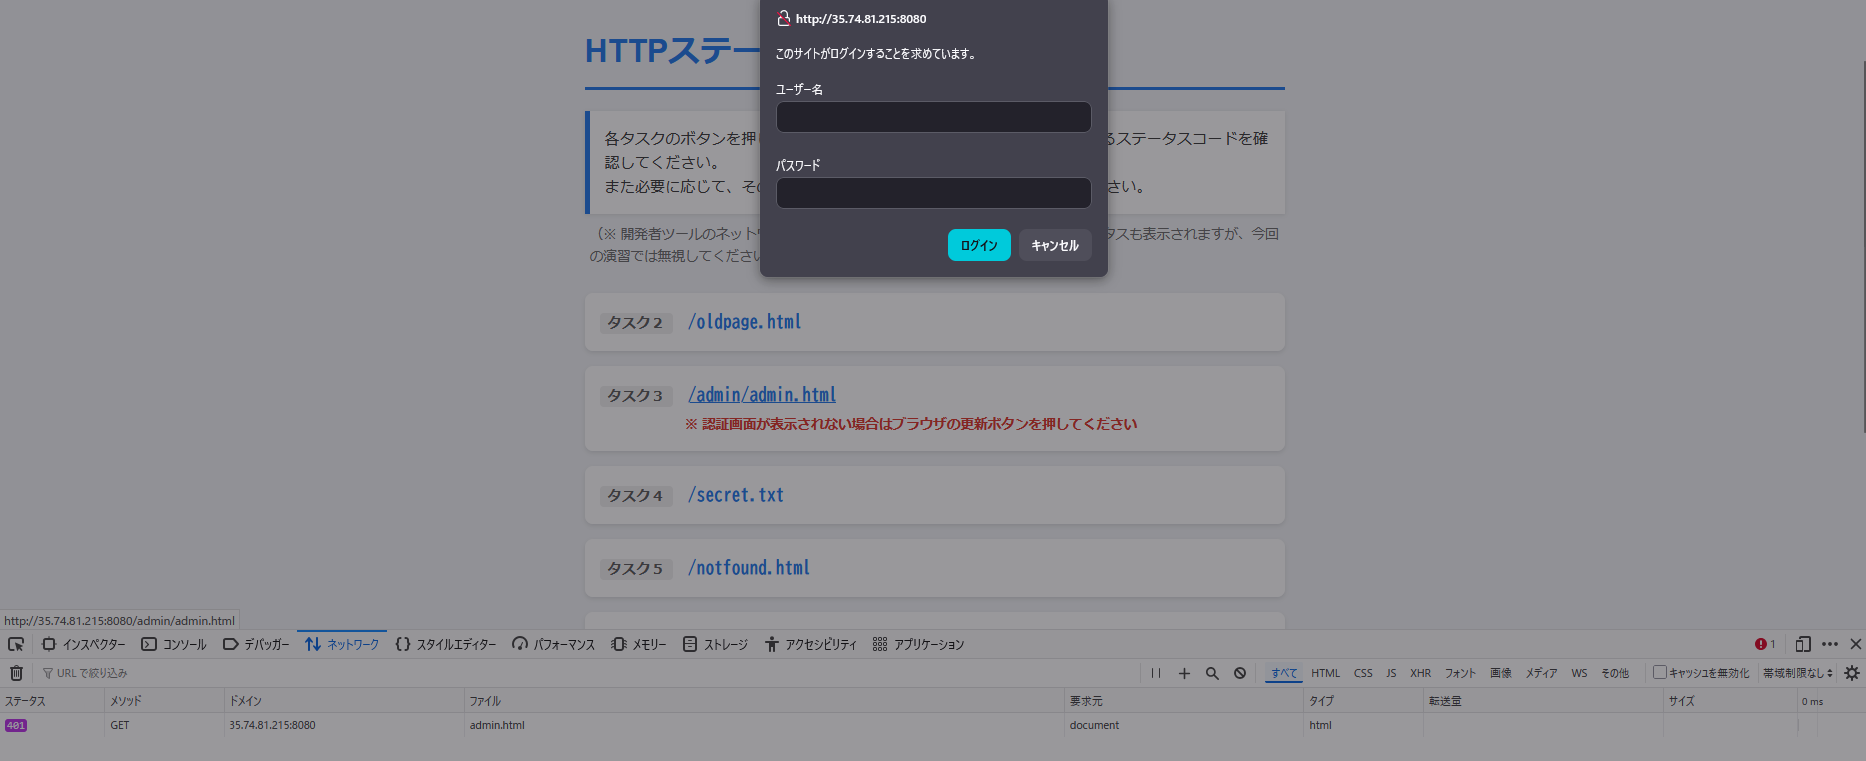 http://35.74.81.215:8080
このサイトがログインすることを求めています。
ユーザー名
パスワード
ログイン キャンセル
HTTPステー
各タスクのボタンを押し るステータスコードを確
認してください。
また必要に応じて、その さい。
（※ 開発者ツールのネットワ タスも表示されますが、今回
の演習では無視してください
タスク2 /oldpage.html
タスク3 /admin/admin.html
※ 認証画面が表示されない場合はブラウザの更新ボタンを押してください
タスク4 /secret.txt
タスク5 /notfound.html
http://35.74.81.215:8080/admin/admin.html
インスペクター コンソール デバッガー ネットワーク スタイルエディター パフォーマンス メモリー ストレージ アクセシビリティ アプリケーション 1
URL で絞り込み すべて HTML CSS JS XHR フォント 画像 メディア WS その他 キャッシュを無効化 帯域制限なし
ステータス メソッド ドメイン ファイル 要求元 タイプ 転送量 サイズ 0 ms
401 GET 35.74.81.215:8080 admin.html document html